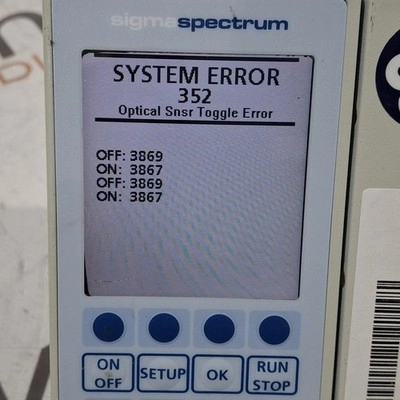 sigmaspectrum
SYSTEM ERROR
352
Optical Snsr Toggle Error
OFF: 3869
ON: 3867
OFF: 3869
ON: 3867
ON
OFF
SETUP
OK
RUN
STOP